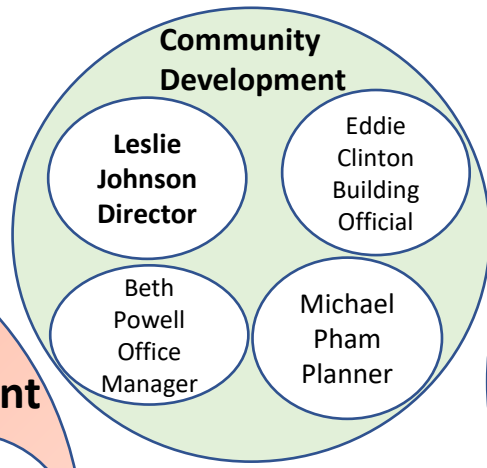 Community
Development
Leslie
Johnson
Director
Eddie
Clinton
Building
Official
Beth
Powell
Office
Manager
Michael
Pham
Planner
nt